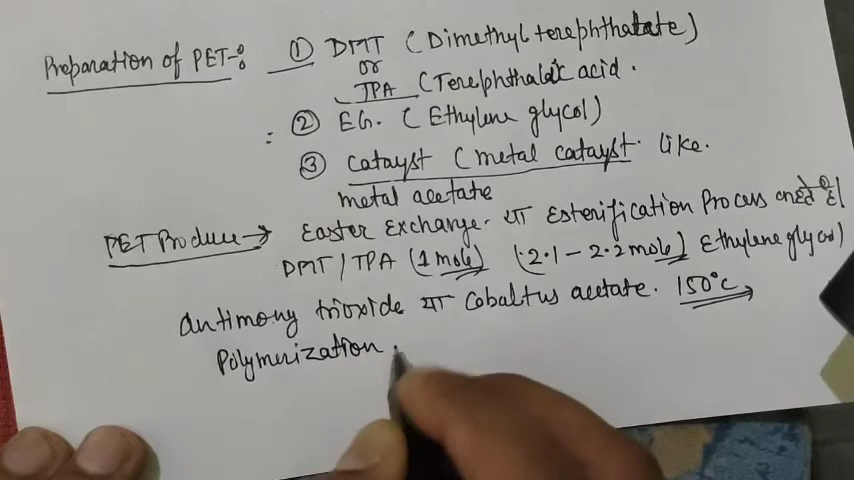 Preparation of PET-: ① DMT (Dimethyl terephthalate)
or
TPA (Terephthalic acid.
: ② EG. (Ethylene glycol)
③ catayst (metal catayst. like.
metal acetate
PET Produce → Easter Exchange. या Esterification Process करते है।
DMT/TPA (1 mole) (2.1-2.2 mole) Ethylene glycol)
Antimony trioxide या Cobaltus acetate. 150°C →
Polymerization